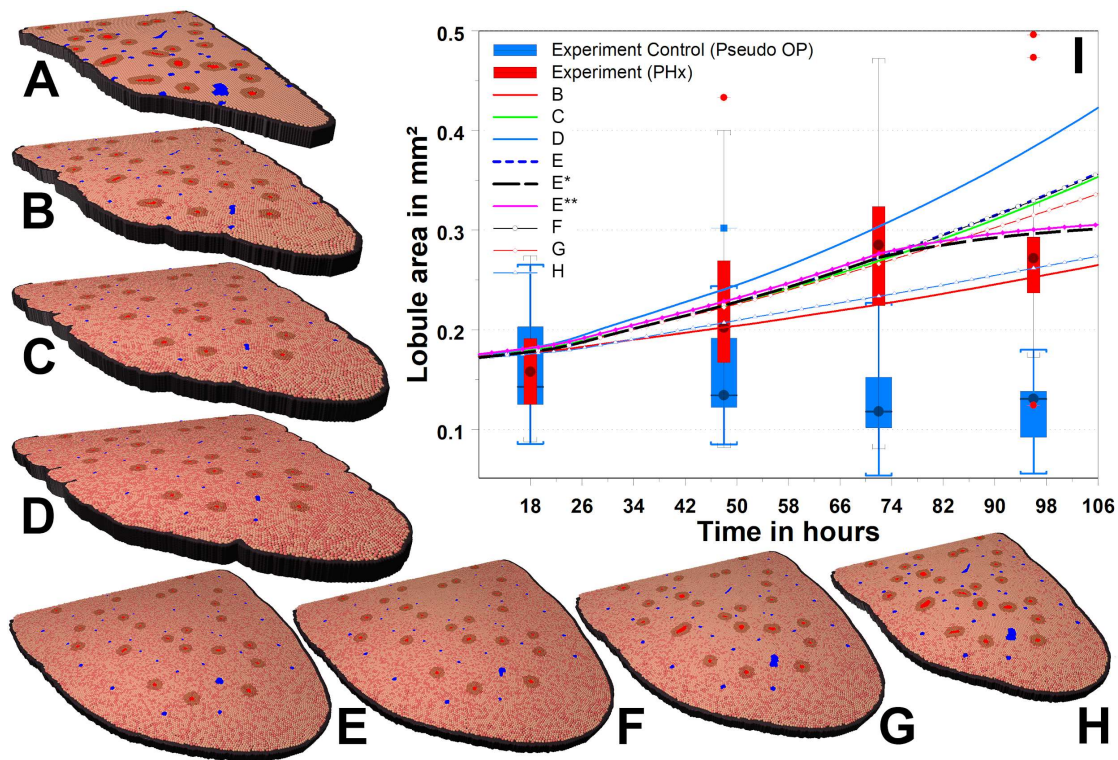 A
B
C
D
E
F
G
H
I
Lobule area in mm²
0.5
0.4
0.3
0.2
0.1
Experiment Control (Pseudo OP)
Experiment (PHx)
B
C
D
E
E*
E**
F
G
H
18 26 34 42 50 58 66 74 82 90 98 106
Time in hours